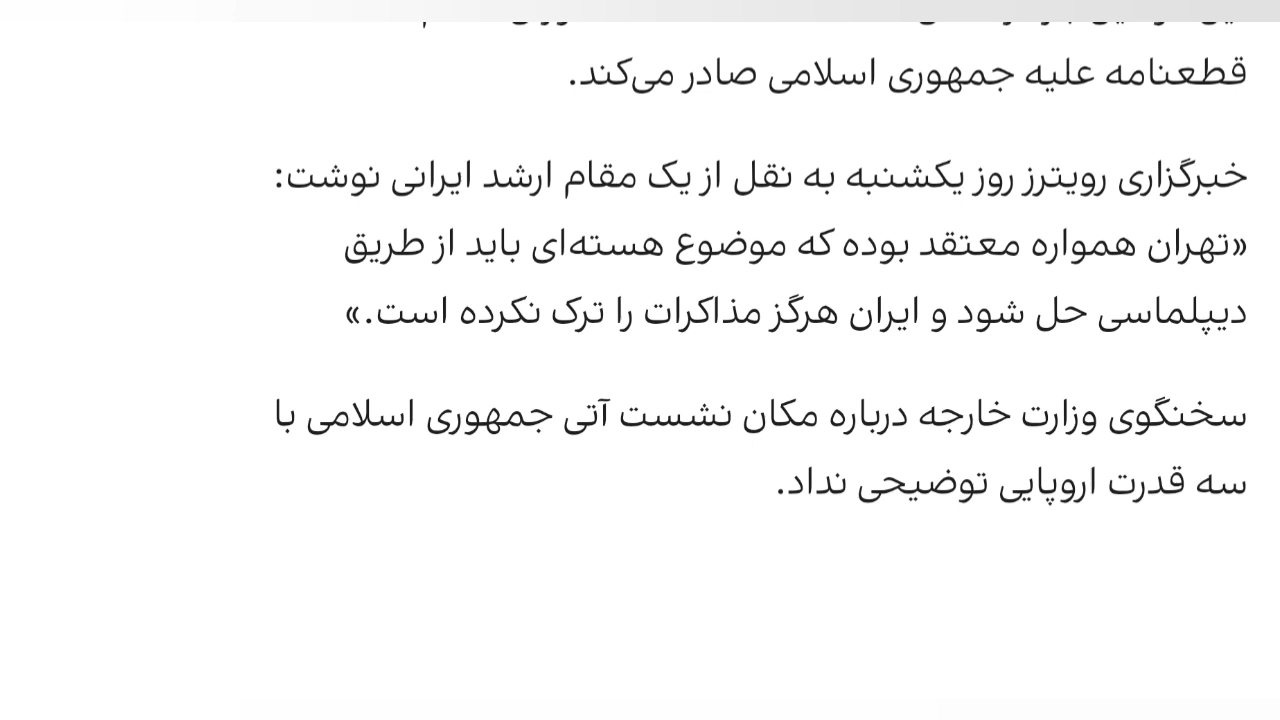 قطعنامه علیه جمهوری اسلامی صادر می‌کند.
خبرگزاری رویترز روز یکشنبه به نقل از یک مقام ارشد ایرانی نوشت:
«تهران همواره معتقد بوده که موضوع هسته‌ای باید از طریق
دیپلماسی حل شود و ایران هرگز مذاکرات را ترک نکرده است.»
سخنگوی وزارت خارجه درباره مکان نشست آتی جمهوری اسلامی با
سه قدرت اروپایی توضیحی نداد.